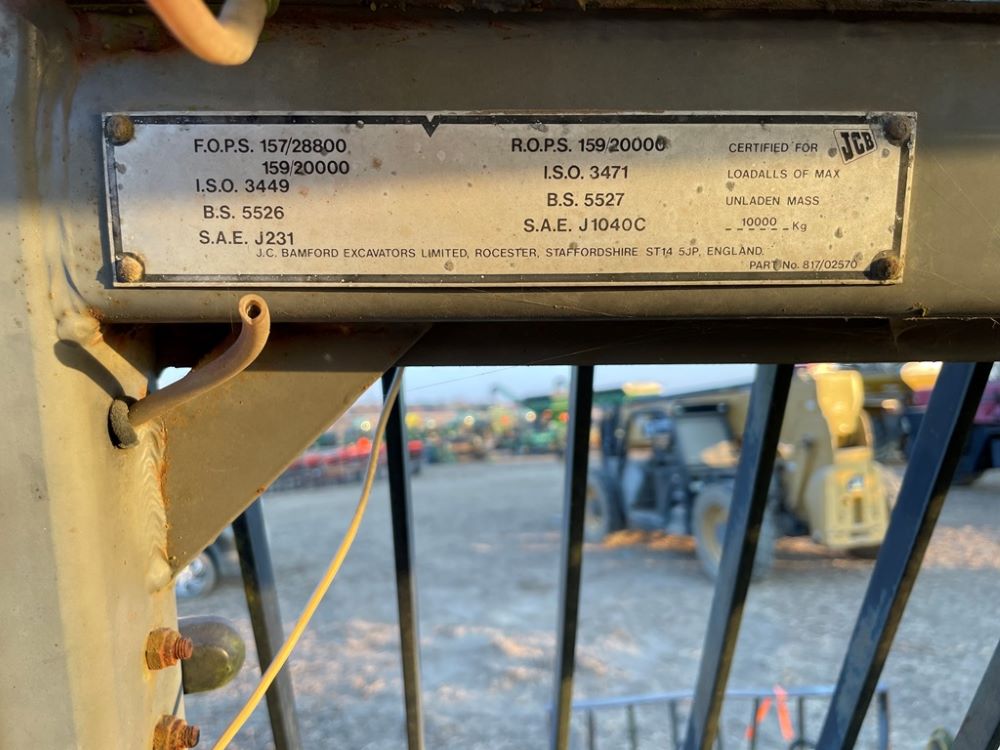 F.O.P.S. 157/28800
159/20000
I.S.O. 3449
B.S. 5526
S.A.E. J231
R.O.P.S. 159/20000
I.S.O. 3471
B.S. 5527
S.A.E. J1040C
CERTIFIED FOR JCB
LOADALLS OF MAX
UNLADEN MASS
10000 Kg
J.C. BAMFORD EXCAVATORS LIMITED, ROCESTER, STAFFORDSHIRE ST14 5JP, ENGLAND.
PART No. 817/02570